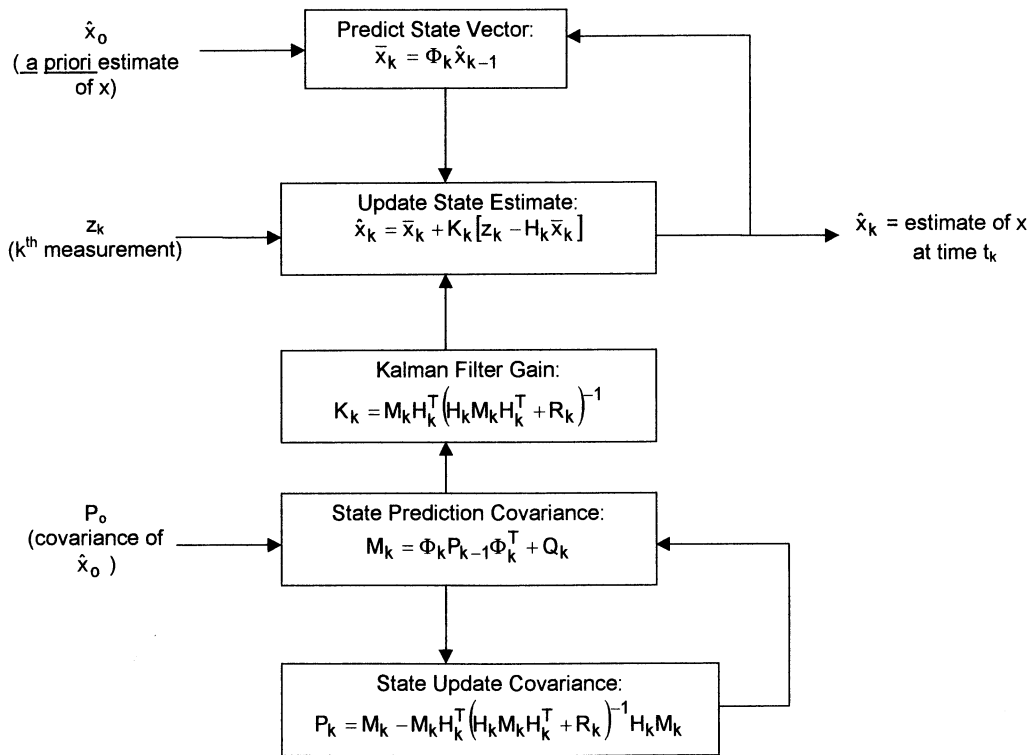 x̂₀
( a priori estimate
of x)
Predict State Vector:
x̄ₖ = Φₖx̂ₖ₋₁
zₖ
(kᵗʰ measurement)
Update State Estimate:
x̂ₖ = x̄ₖ + Kₖ[zₖ − Hₖx̄ₖ]
x̂ₖ = estimate of x
at time tₖ
Kalman Filter Gain:
Kₖ = MₖHₖᵀ(HₖMₖHₖᵀ + Rₖ)⁻¹
P₀
(covariance of
x̂₀ )
State Prediction Covariance:
Mₖ = ΦₖPₖ₋₁Φₖᵀ + Qₖ
State Update Covariance:
Pₖ = Mₖ − MₖHₖᵀ(HₖMₖHₖᵀ + Rₖ)⁻¹HₖMₖ